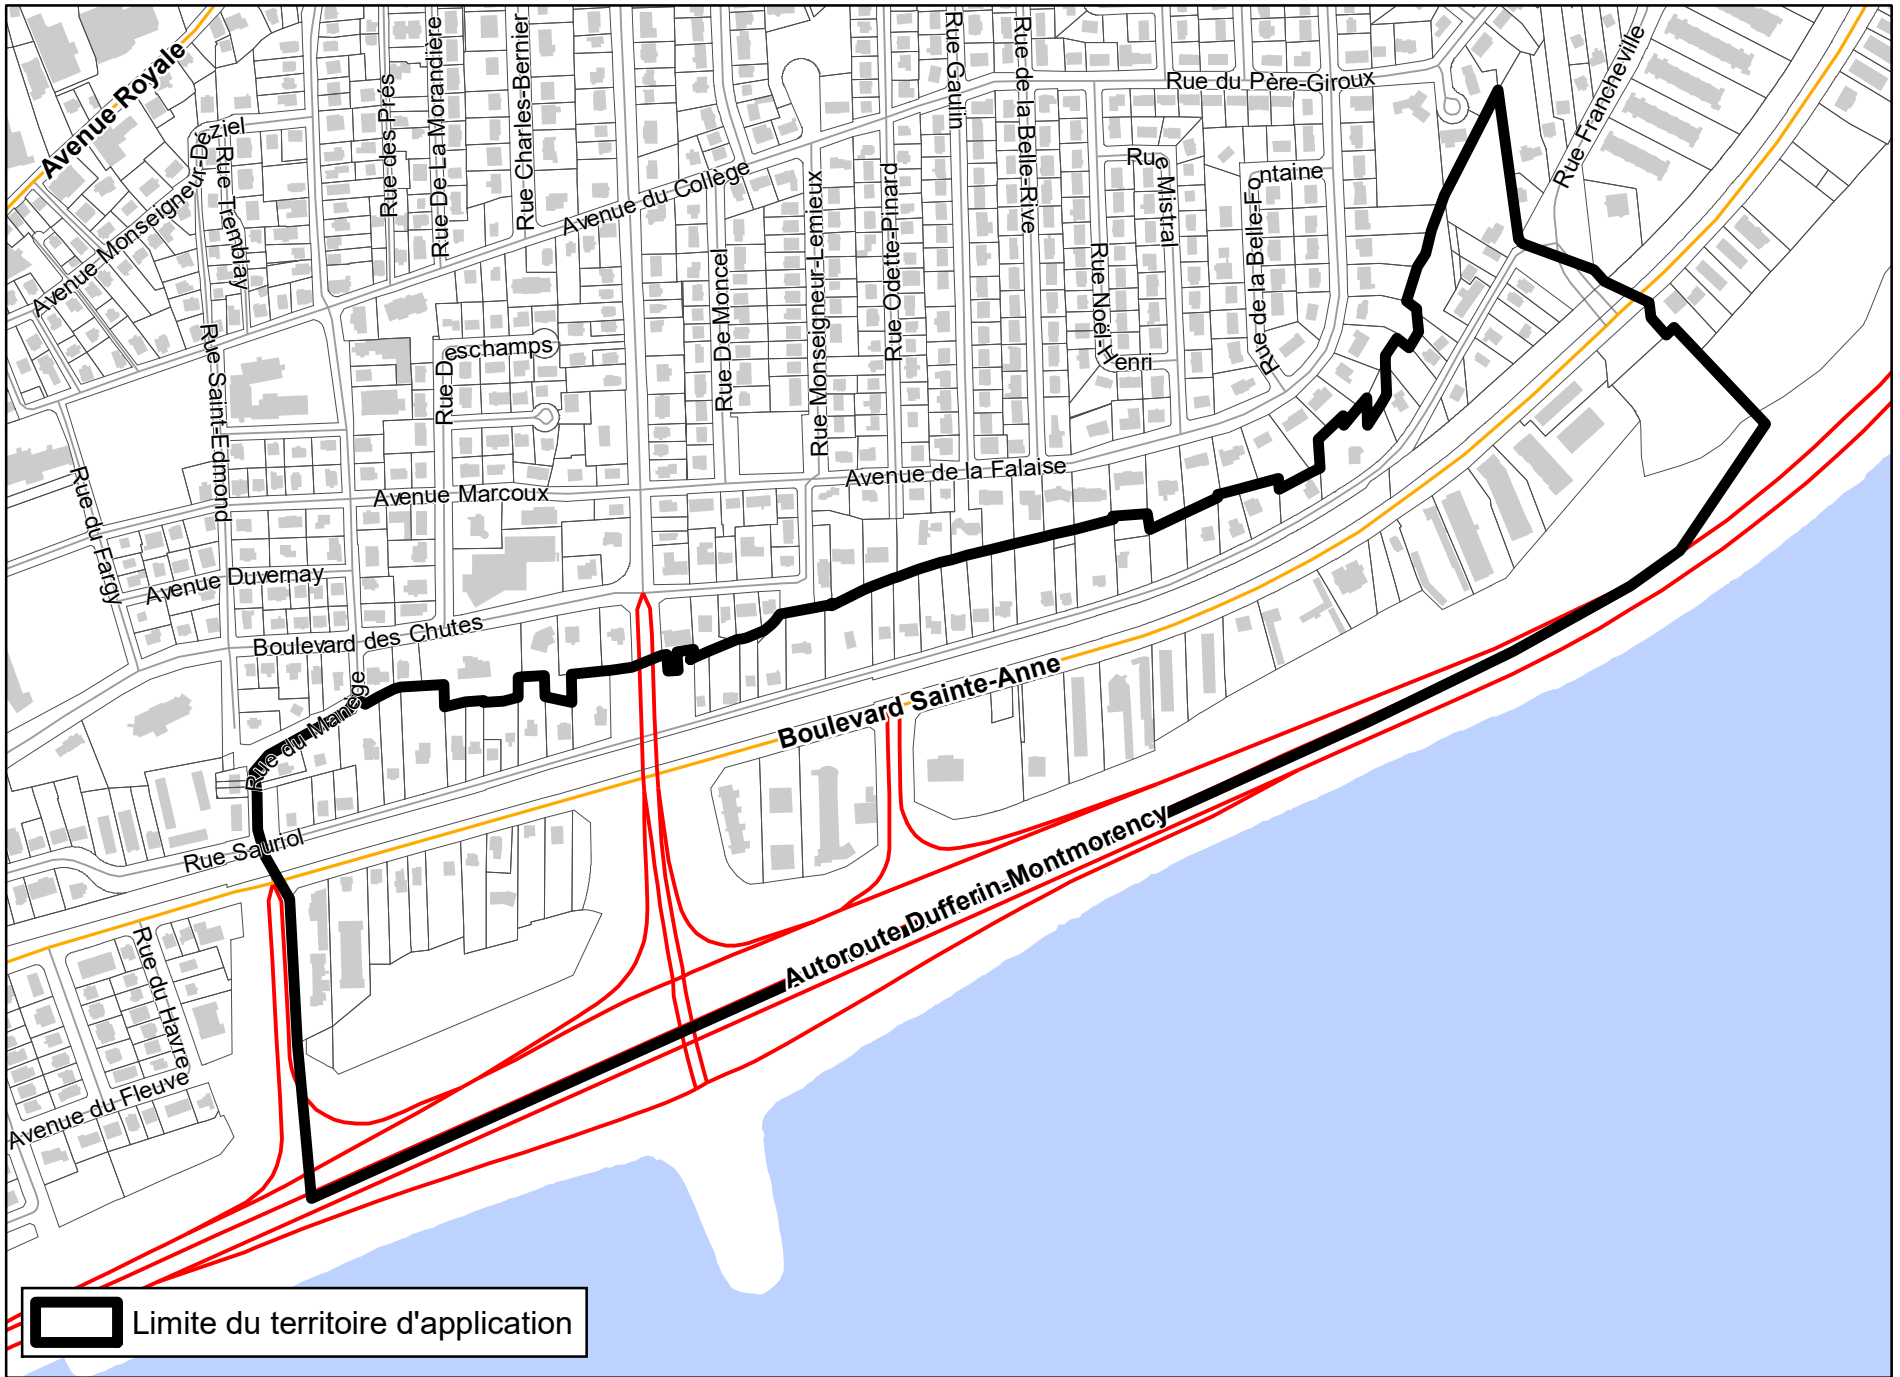 Avenue Royale
Rue des Prés
Rue De La Morandière
Rue Charles-Bernier
Rue Gaulin
Rue de la Belle-Rive
Rue du Père-Giroux
Rue Francheville
Avenue Monseigneur-Deziel
Rue Tremblay
Avenue du Collège
Rue Mistral
Rue de la Belle-Fontaine
Rue Saint-Edmond
Rue Deschamps
Rue De Moncel
Rue Monseigneur-Lemieux
Rue Odette-Pinard
Rue Noël-Henri
Rue du Fargy
Avenue Marcoux
Avenue de la Falaise
Avenue Duvernay
Boulevard des Chutes
Rue du Manège
Boulevard Sainte-Anne
Rue Sauriol
Autoroute Dufferin-Montmorency
Rue du Havre
Avenue du Fleuve
Limite du territoire d'application